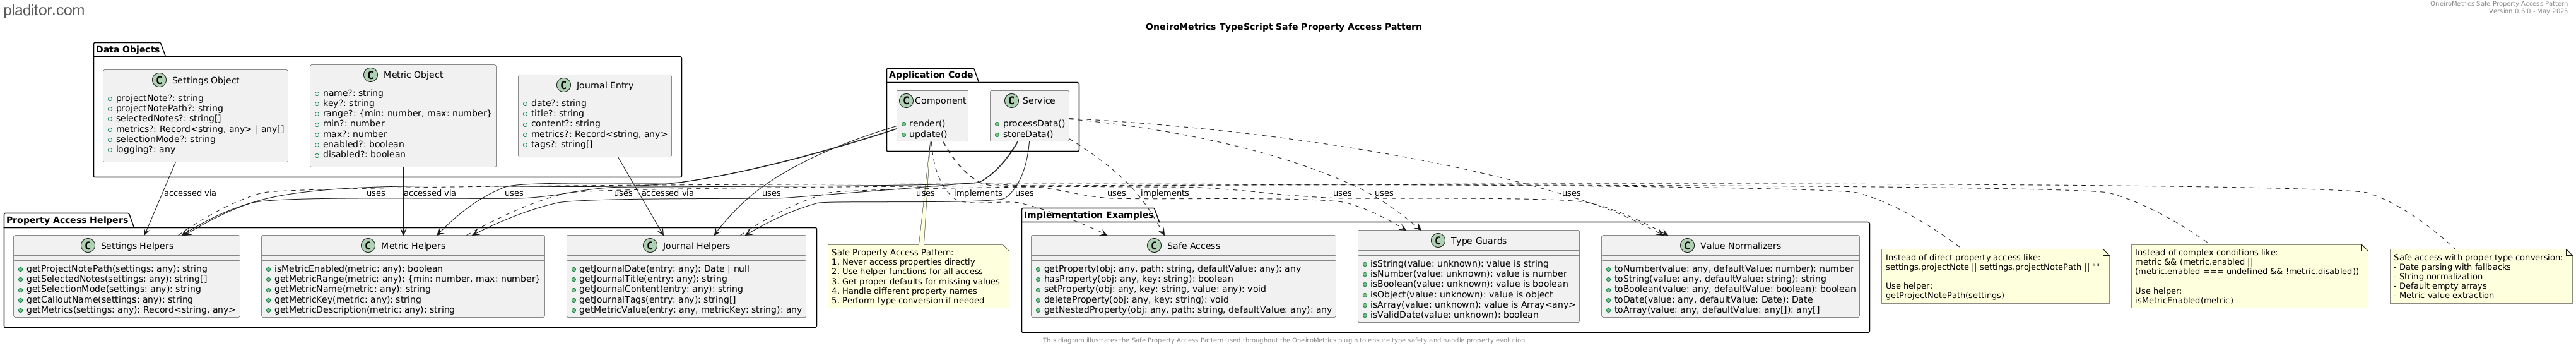 pladitor.com
OneiroMetrics Safe Property Access Pattern
Version 0.6.0 - May 2025
OneiroMetrics TypeScript Safe Property Access Pattern
Data Objects
C Settings Object
projectNote?: string
projectNotePath?: string
selectedNotes?: string[]
metrics?: Record<string, any> | any[]
selectionMode?: string
logging?: any
C Metric Object
name?: string
key?: string
range?: {min: number, max: number}
min?: number
max?: number
enabled?: boolean
disabled?: boolean
C Journal Entry
date?: string
title?: string
content?: string
metrics?: Record<string, any>
tags?: string[]
Application Code
C Component
render()
update()
C Service
processData()
storeData()
accessed via
uses
accessed via
uses
uses
accessed via
uses
uses
implements
uses
uses
implements
uses
uses
uses
Property Access Helpers
C Settings Helpers
getProjectNotePath(settings: any): string
getSelectedNotes(settings: any): string[]
getSelectionMode(settings: any): string
getCalloutName(settings: any): string
getMetrics(settings: any): Record<string, any>
C Metric Helpers
isMetricEnabled(metric: any): boolean
getMetricRange(metric: any): {min: number, max: number}
getMetricName(metric: any): string
getMetricKey(metric: any): string
getMetricDescription(metric: any): string
C Journal Helpers
getJournalDate(entry: any): Date | null
getJournalTitle(entry: any): string
getJournalContent(entry: any): string
getJournalTags(entry: any): string[]
getMetricValue(entry: any, metricKey: string): any
Safe Property Access Pattern:
1. Never access properties directly
2. Use helper functions for all access
3. Get proper defaults for missing values
4. Handle different property names
5. Perform type conversion if needed
Implementation Examples
C Safe Access
getProperty(obj: any, path: string, defaultValue: any): any
hasProperty(obj: any, key: string): boolean
setProperty(obj: any, key: string, value: any): void
deleteProperty(obj: any, key: string): void
getNestedProperty(obj: any, path: string, defaultValue: any): any
C Type Guards
isString(value: unknown): value is string
isNumber(value: unknown): value is number
isBoolean(value: unknown): value is boolean
isObject(value: unknown): value is object
isArray(value: unknown): value is Array<any>
isValidDate(value: unknown): boolean
C Value Normalizers
toNumber(value: any, defaultValue: number): number
toString(value: any, defaultValue: string): string
toBoolean(value: any, defaultValue: boolean): boolean
toDate(value: any, defaultValue: Date): Date
toArray(value: any, defaultValue: any[]): any[]
Instead of direct property access like:
settings.projectNote || settings.projectNotePath || ""
Use helper:
getProjectNotePath(settings)
Instead of complex conditions like:
metric && (metric.enabled ||
(metric.enabled === undefined && !metric.disabled))
Use helper:
isMetricEnabled(metric)
Safe access with proper type conversion:
- Date parsing with fallbacks
- String normalization
- Default empty arrays
- Metric value extraction
This diagram illustrates the Safe Property Access Pattern used throughout the OneiroMetrics plugin to ensure type safety and handle property evolution